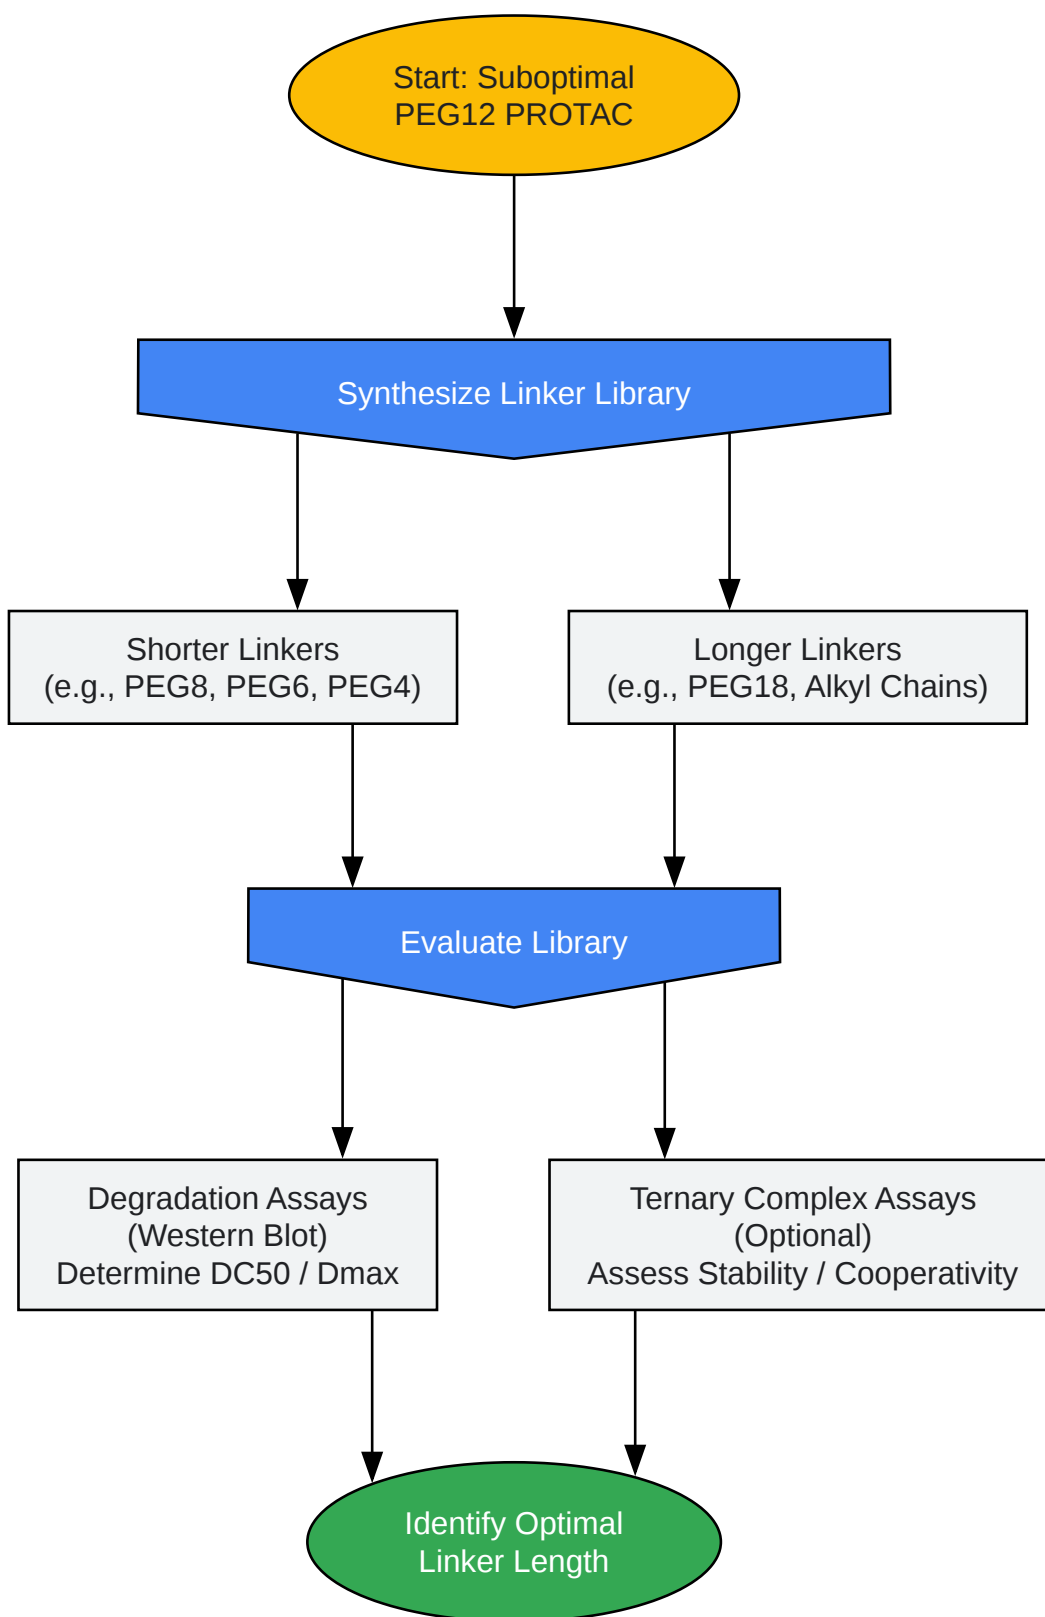 Start: Suboptimal
PEG12 PROTAC
Synthesize Linker Library
Shorter Linkers
(e.g., PEG8, PEG6, PEG4)
Longer Linkers
(e.g., PEG18, Alkyl Chains)
Evaluate Library
Degradation Assays
(Western Blot)
Determine DC50 / Dmax
Ternary Complex Assays
(Optional)
Assess Stability / Cooperativity
Identify Optimal
Linker Length